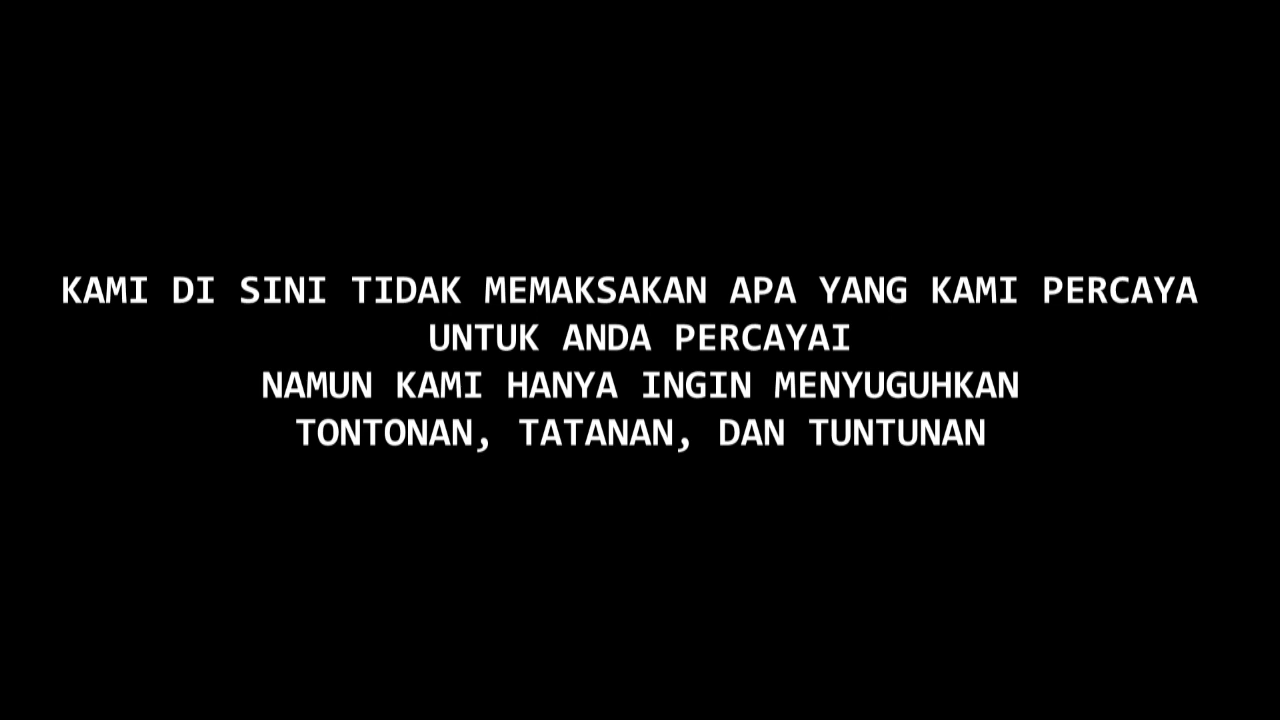 KAMI DI SINI TIDAK MEMAKSAKAN APA YANG KAMI PERCAYA
UNTUK ANDA PERCAYAI
NAMUN KAMI HANYA INGIN MENYUGUHKAN
TONTONAN, TATANAN, DAN TUNTUNAN